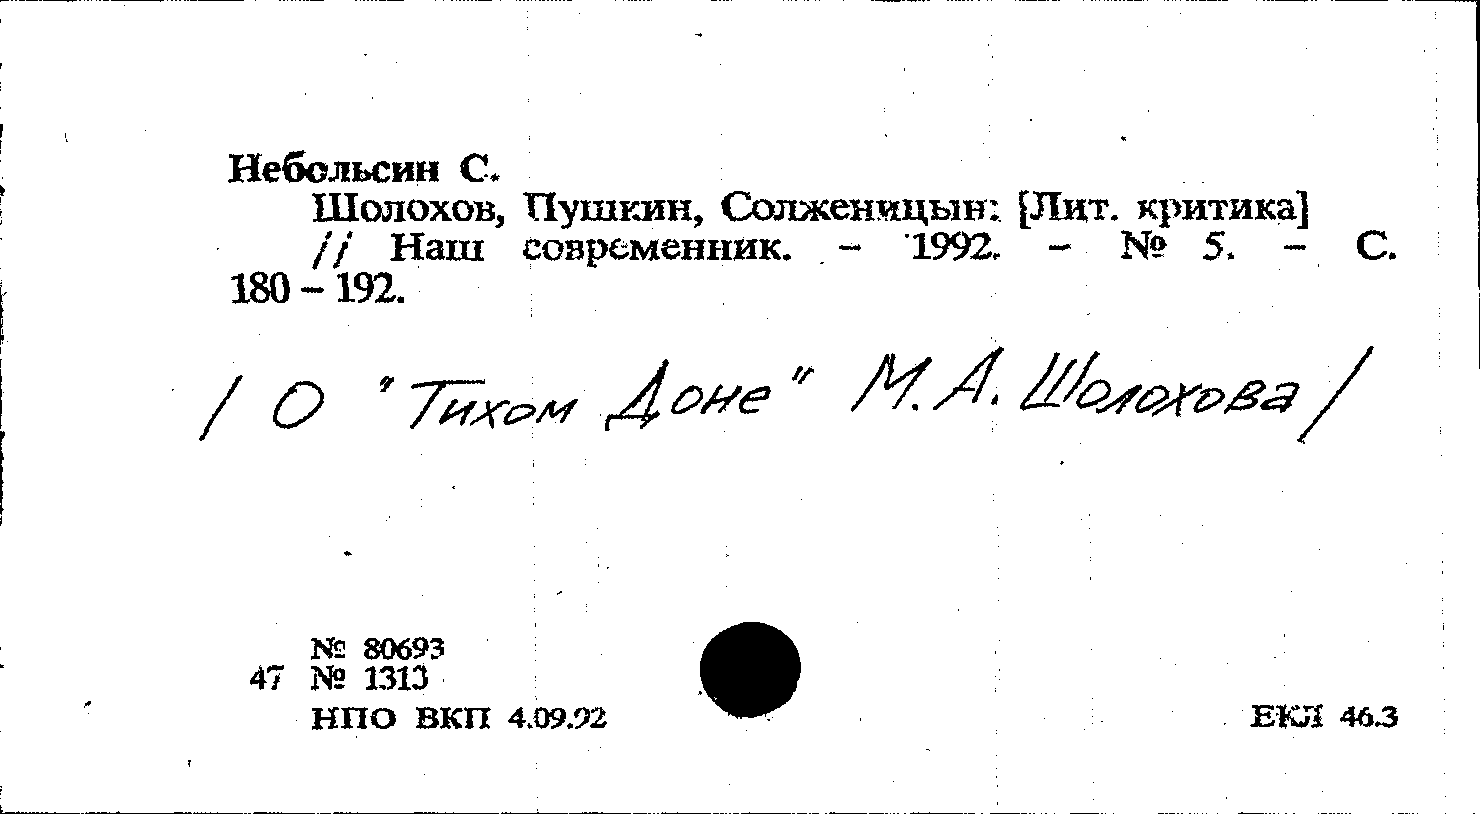 Небольсин С.
Шолохов, Пушкин, Солженицын: [Лит. критика]
// Наш современник. – 1992. – № 5. – С.
180 – 192.
/ О "Тихом Доне" М. А. Шолохова /
№ 80693
47 № 1313
НПО ВКП 4.09.92
ЕКЛ 46.3